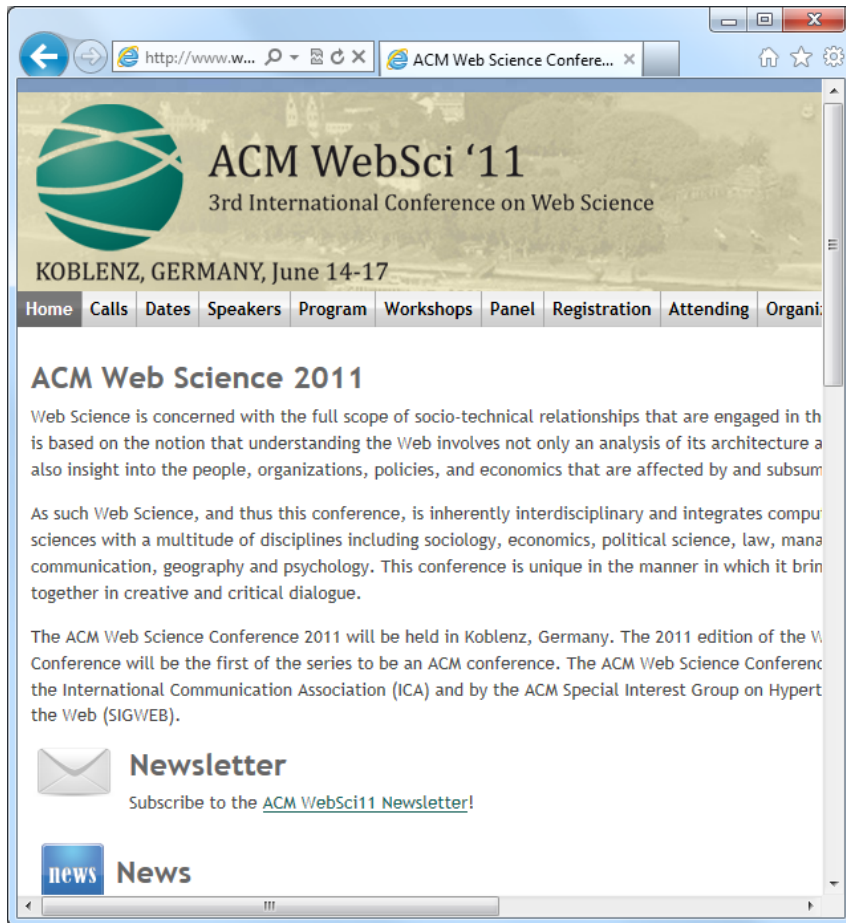 http://www.w...
ACM Web Science Confere...
ACM WebSci ‘11
3rd International Conference on Web Science
KOBLENZ, GERMANY, June 14-17
Home Calls Dates Speakers Program Workshops Panel Registration Attending Organi
ACM Web Science 2011
Web Science is concerned with the full scope of socio-technical relationships that are engaged in th
is based on the notion that understanding the Web involves not only an analysis of its architecture a
also insight into the people, organizations, policies, and economics that are affected by and subsum
As such Web Science, and thus this conference, is inherently interdisciplinary and integrates compu
sciences with a multitude of disciplines including sociology, economics, political science, law, mana
communication, geography and psychology. This conference is unique in the manner in which it brin
together in creative and critical dialogue.
The ACM Web Science Conference 2011 will be held in Koblenz, Germany. The 2011 edition of the W
Conference will be the first of the series to be an ACM conference. The ACM Web Science Conferenc
the International Communication Association (ICA) and by the ACM Special Interest Group on Hypert
the Web (SIGWEB).
Newsletter
Subscribe to the ACM WebSci11 Newsletter!
news News